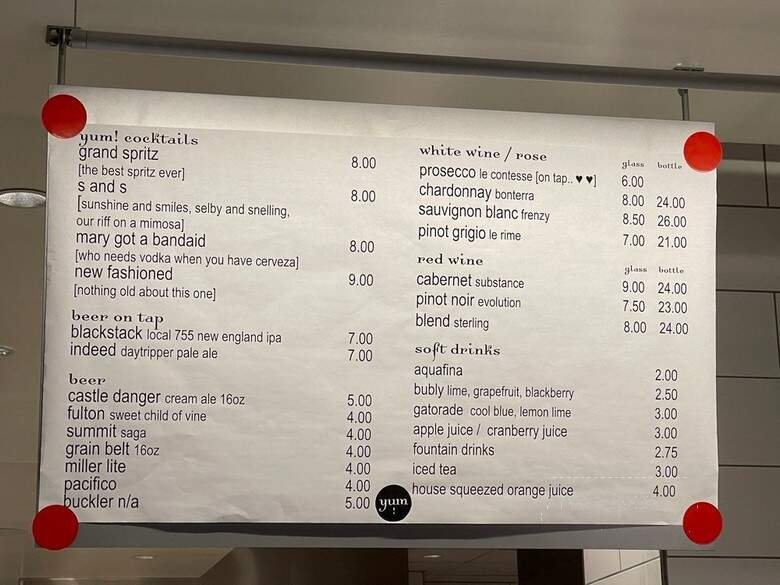 yum! cocktails
grand spritz 8.00
[the best spritz ever]
s and s 8.00
[sunshine and smiles, selby and snelling,
our riff on a mimosa]
mary got a bandaid 8.00
[who needs vodka when you have cerveza]
new fashioned 9.00
[nothing old about this one]
beer on tap
blackstack local 755 new england ipa 7.00
indeed daytripper pale ale 7.00
beer
castle danger cream ale 16oz 5.00
fulton sweet child of vine 4.00
summit saga 4.00
grain belt 16oz 4.00
miller lite 4.00
pacifico 4.00
buckler n/a 5.00
yum
!
white wine / rose glass bottle
prosecco le contesse [on tap.. ♥ ♥] 6.00
chardonnay bonterra 8.00 24.00
sauvignon blanc frenzy 8.50 26.00
pinot grigio le rime 7.00 21.00
red wine glass bottle
cabernet substance 9.00 24.00
pinot noir evolution 7.50 23.00
blend sterling 8.00 24.00
soft drinks
aquafina 2.00
bubly lime, grapefruit, blackberry 2.50
gatorade cool blue, lemon lime 3.00
apple juice / cranberry juice 3.00
fountain drinks 2.75
iced tea 3.00
house squeezed orange juice 4.00